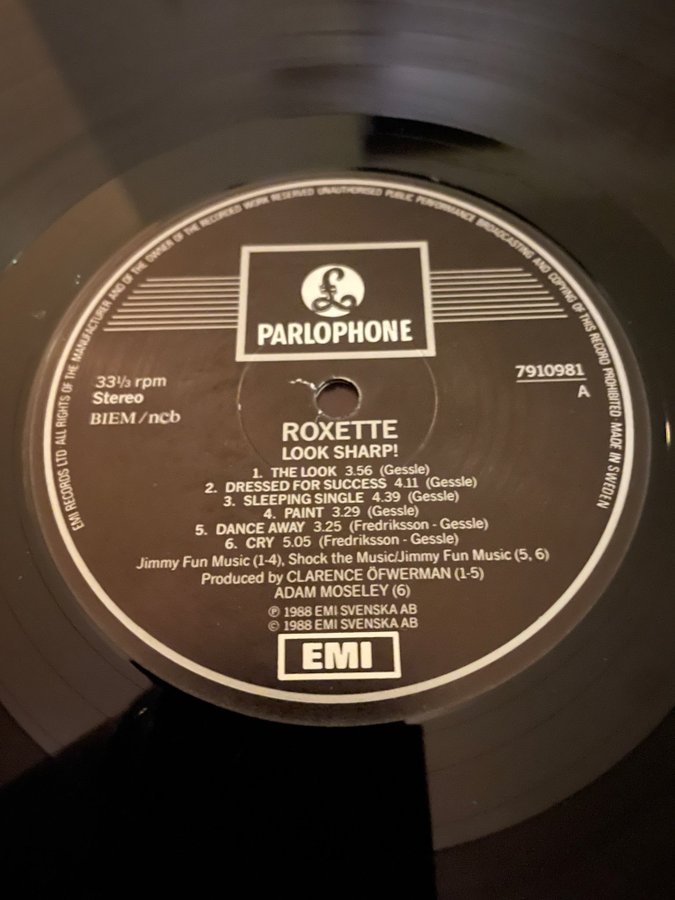 EMI RECORDS LTD ALL RIGHTS OF THE MANUFACTURER AND OF THE OWNER OF THE RECORDED WORK RESERVED UNAUTHORISED PUBLIC PERFORMANCE BROADCASTING AND COPYING OF THIS RECORD PROHIBITED MADE IN SWEDEN
£
PARLOPHONE
33⅓ rpm
Stereo
BIEM/ncb
7910981
A
ROXETTE
LOOK SHARP!
1. THE LOOK 3.56 (Gessle)
2. DRESSED FOR SUCCESS 4.11 (Gessle)
3. SLEEPING SINGLE 4.39 (Gessle)
4. PAINT 3.29 (Gessle)
5. DANCE AWAY 3.25 (Fredriksson - Gessle)
6. CRY 5.05 (Fredriksson - Gessle)
Jimmy Fun Music (1-4), Shock the Music/Jimmy Fun Music (5, 6)
Produced by CLARENCE ÖFWERMAN (1-5)
ADAM MOSELEY (6)
℗ 1988 EMI SVENSKA AB
© 1988 EMI SVENSKA AB
EMI